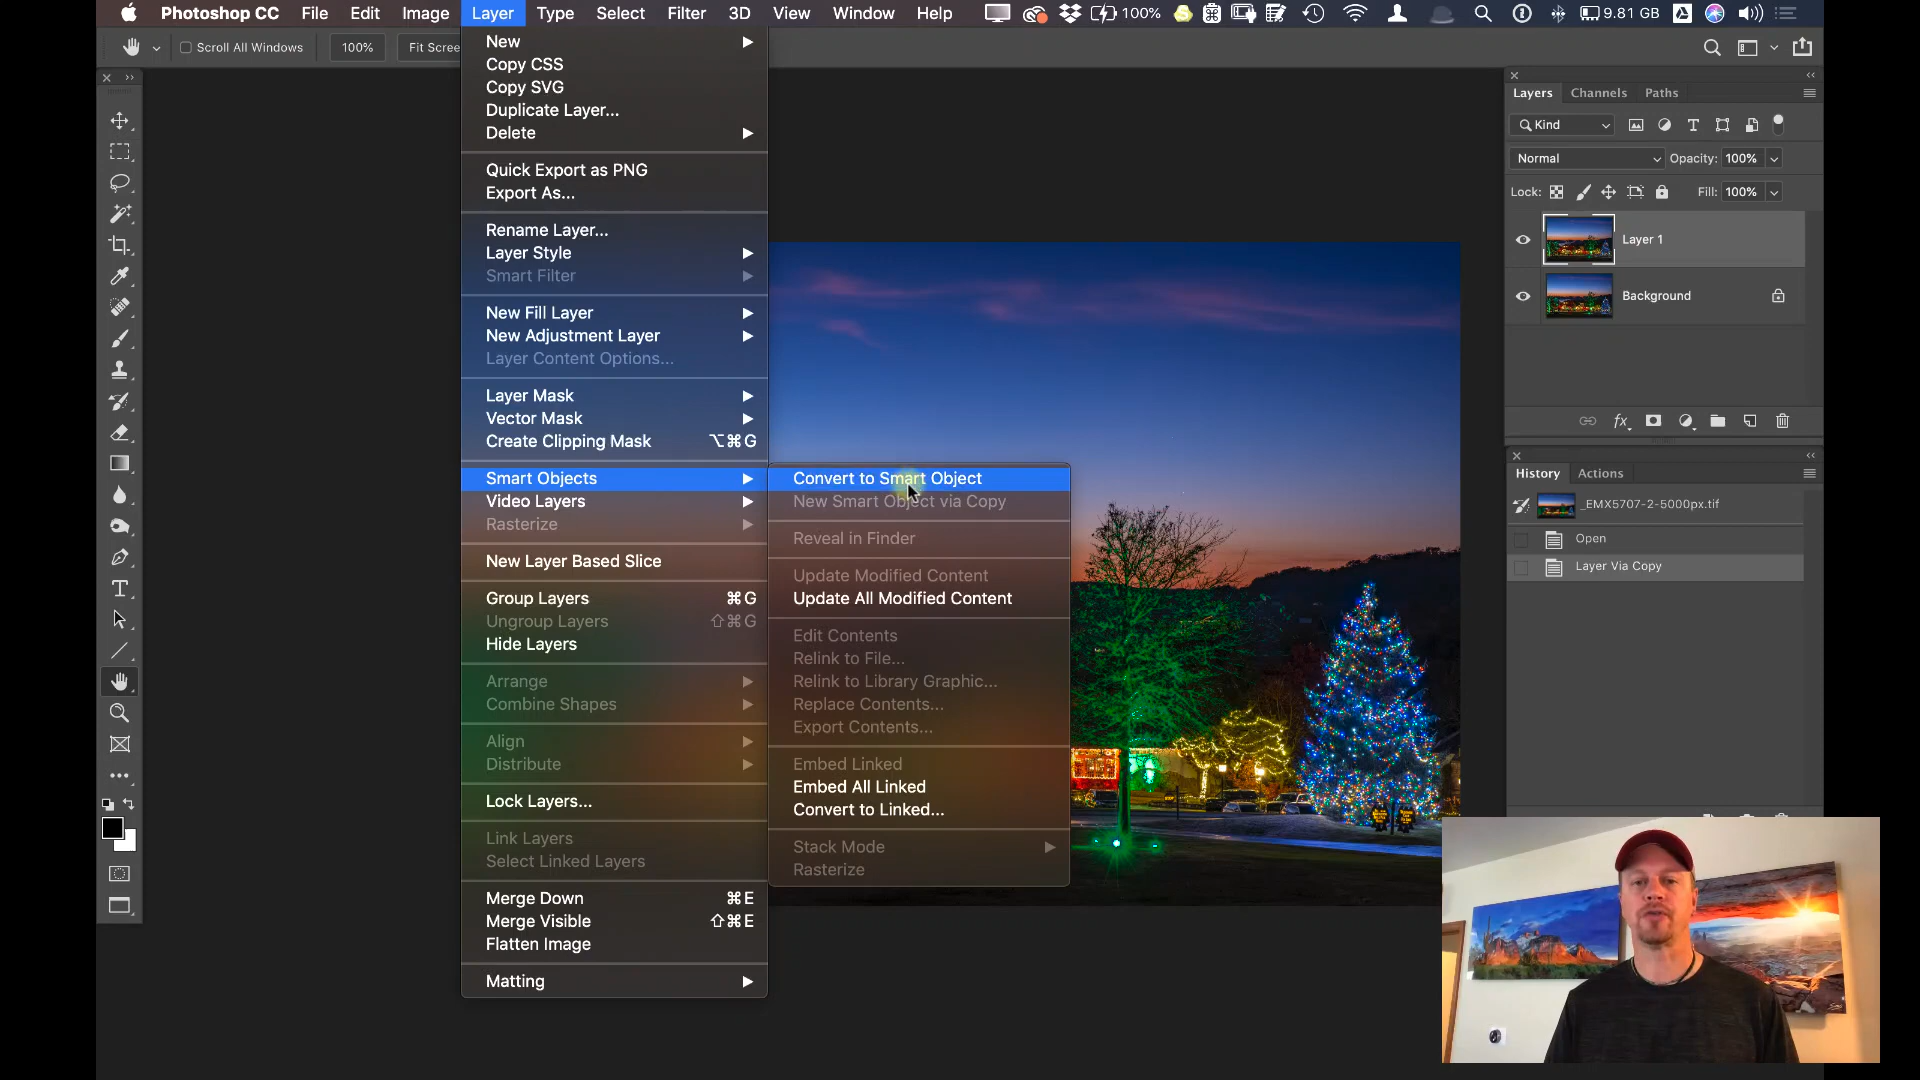 Photoshop CC File Edit Image Layer Type Select Filter 3D View Window Help 100% 9.81 GB
Scroll All Windows 100% Fit Scree
New
Copy CSS
Copy SVG
Duplicate Layer...
Delete
Quick Export as PNG
Export As...
Rename Layer...
Layer Style
Smart Filter
New Fill Layer
New Adjustment Layer
Layer Content Options...
Layer Mask
Vector Mask
Create Clipping Mask ⌥⌘G
Smart Objects
Video Layers
Rasterize
New Layer Based Slice
Group Layers ⌘G
Ungroup Layers ⇧⌘G
Hide Layers
Arrange
Combine Shapes
Align
Distribute
Lock Layers...
Link Layers
Select Linked Layers
Merge Down ⌘E
Merge Visible ⇧⌘E
Flatten Image
Matting
Convert to Smart Object
New Smart Object via Copy
Reveal in Finder
Update Modified Content
Update All Modified Content
Edit Contents
Relink to File...
Relink to Library Graphic...
Replace Contents...
Export Contents...
Embed Linked
Embed All Linked
Convert to Linked...
Stack Mode
Rasterize
Layers Channels Paths
Kind
Normal Opacity: 100%
Lock: Fill: 100%
Layer 1
Background
fx
History Actions
_EMX5707-2-5000px.tif
Open
Layer Via Copy